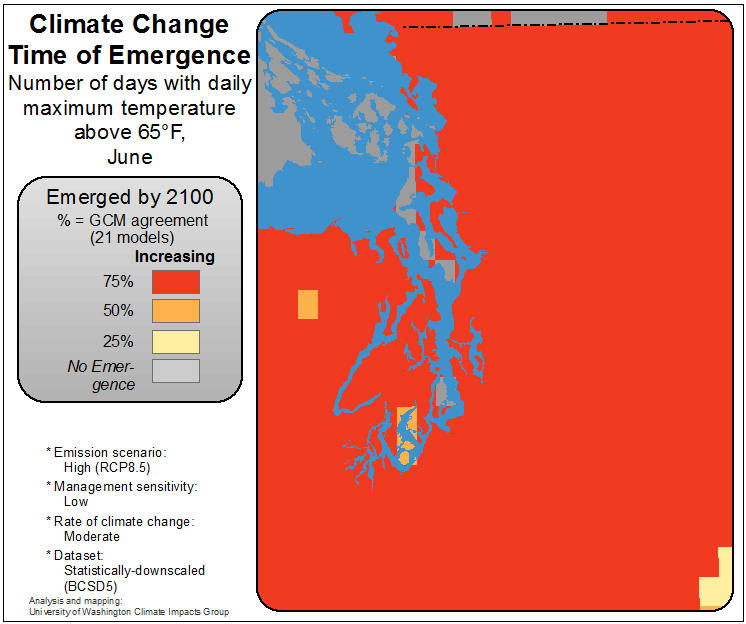 Climate Change
Time of Emergence
Number of days with daily
maximum temperature
above 65°F,
June
Emerged by 2100
% = GCM agreement
(21 models)
Increasing
75%
50%
25%
No Emer-
gence
* Emission scenario:
High (RCP8.5)
* Management sensitivity:
Low
* Rate of climate change:
Moderate
* Dataset:
Statistically-downscaled
(BCSD5)
Analysis and mapping:
University of Washington Climate Impacts Group